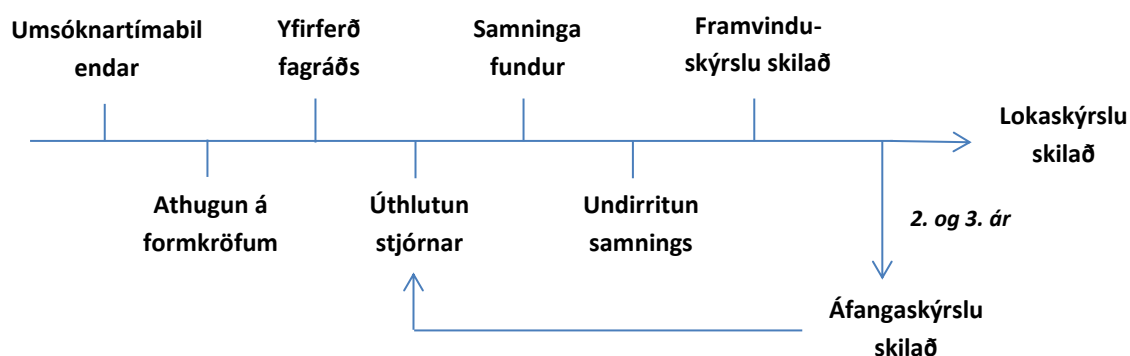 Umsóknartímabil
endar
Yfirferð
fagráðs
Samninga
fundur
Framvindu-
skýrslu skilað
Lokaskýrslu
skilað
Athugun á
formkröfum
Úthlutun
stjórnar
Undirritun
samnings
2. og 3. ár
Áfangaskýrslu
skilað